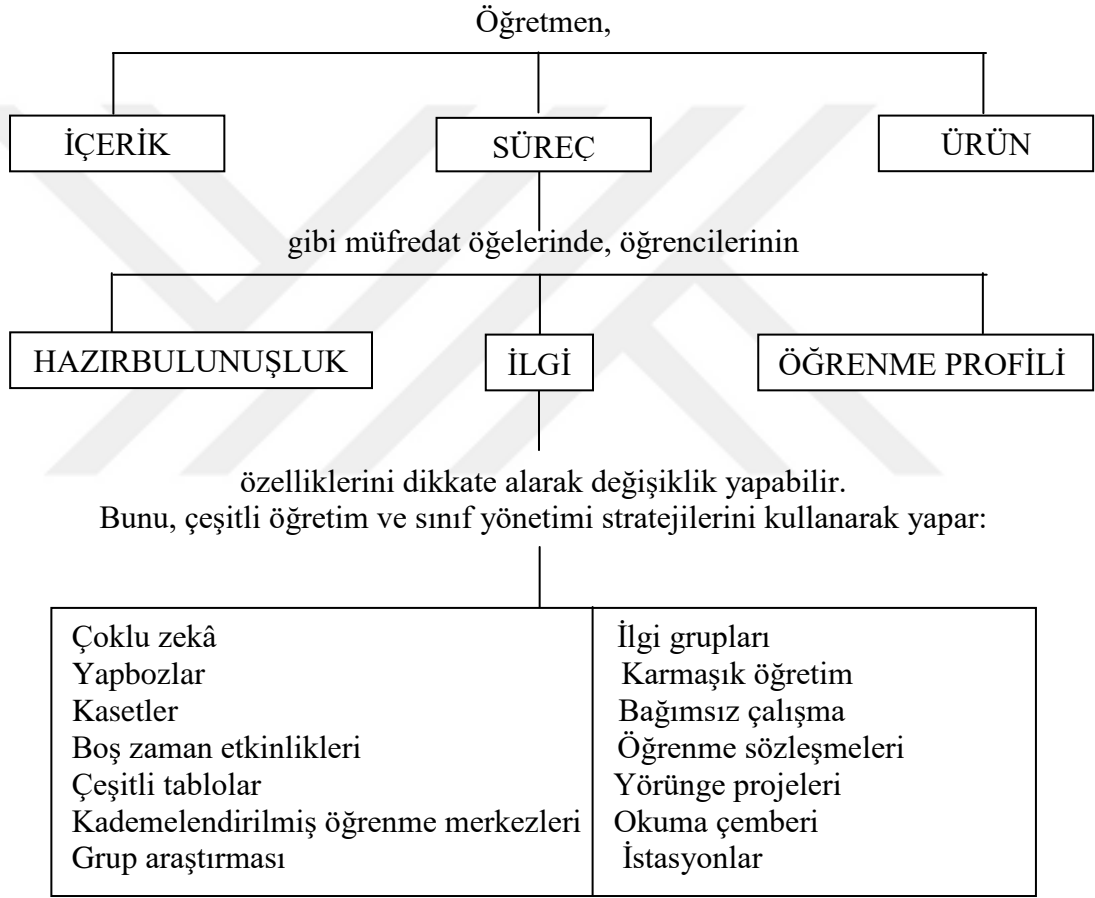 Öğretmen,
İÇERİK
SÜREÇ
ÜRÜN
gibi müfredat öğelerinde, öğrencilerinin
HAZIRBULUNUŞLUK
İLGİ
ÖĞRENME PROFİLİ
özelliklerini dikkate alarak değişiklik yapabilir.
Bunu, çeşitli öğretim ve sınıf yönetimi stratejilerini kullanarak yapar:
Çoklu zekâ
Yapbozlar
Kasetler
Boş zaman etkinlikleri
Çeşitli tablolar
Kademelendirilmiş öğrenme merkezleri
Grup araştırması
İlgi grupları
Karmaşık öğretim
Bağımsız çalışma
Öğrenme sözleşmeleri
Yörünge projeleri
Okuma çemberi
İstasyonlar